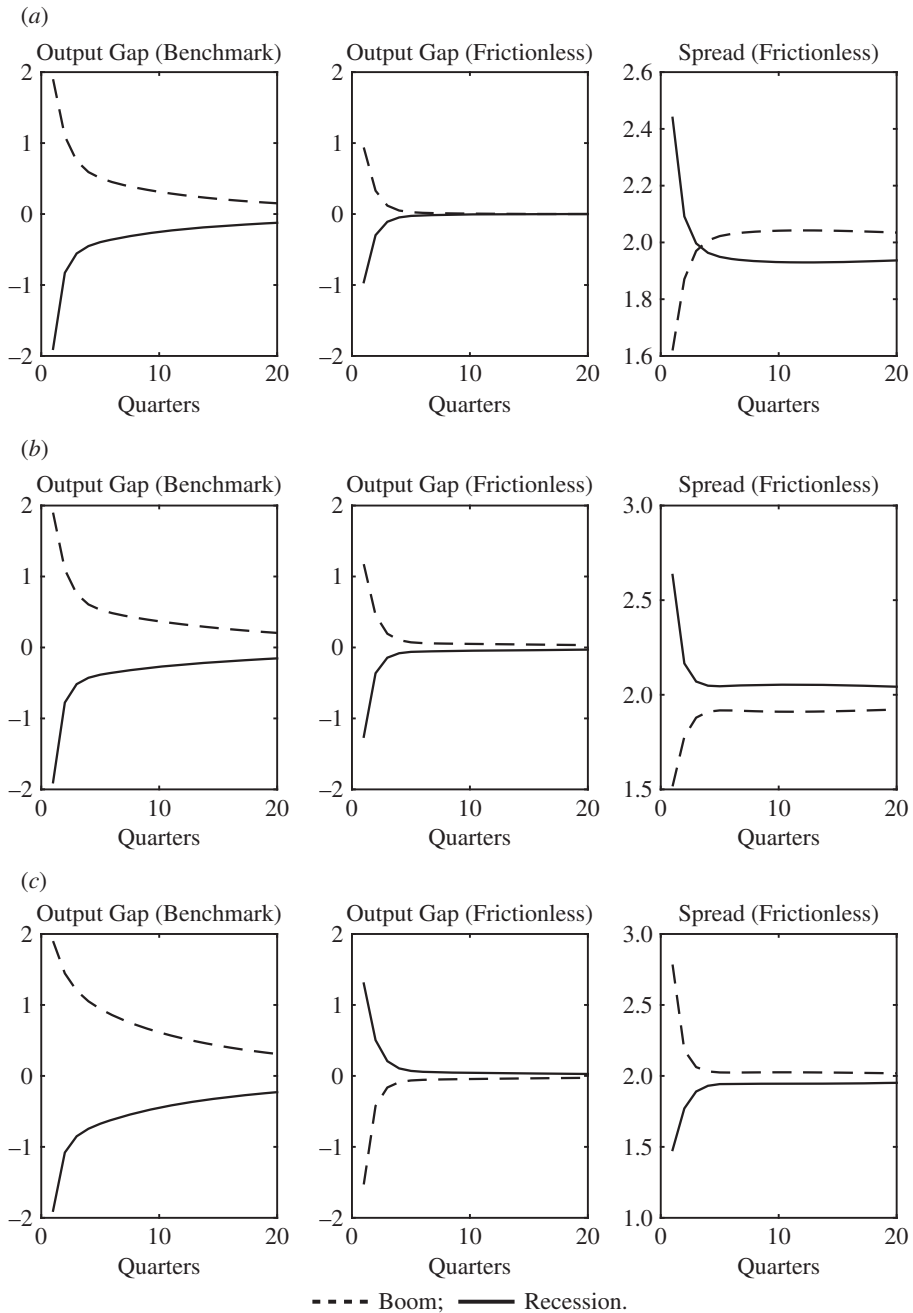 (a)
Output Gap (Benchmark) Output Gap (Frictionless) Spread (Frictionless)
2 2 2.6
1 1 2.4
0 0 2.2
2.0
−1 −1 1.8
−2 −2 1.6
0 10 20 0 10 20 0 10 20
Quarters Quarters Quarters
(b)
Output Gap (Benchmark) Output Gap (Frictionless) Spread (Frictionless)
2 2 3.0
1 1 2.5
0 0 2.0
−1 −1
−2 −2 1.5
0 10 20 0 10 20 0 10 20
Quarters Quarters Quarters
(c)
Output Gap (Benchmark) Output Gap (Frictionless) Spread (Frictionless)
2 2 3.0
1 1 2.5
0 0 2.0
−1 −1 1.5
−2 −2 1.0
0 10 20 0 10 20 0 10 20
Quarters Quarters Quarters
Boom; Recession.